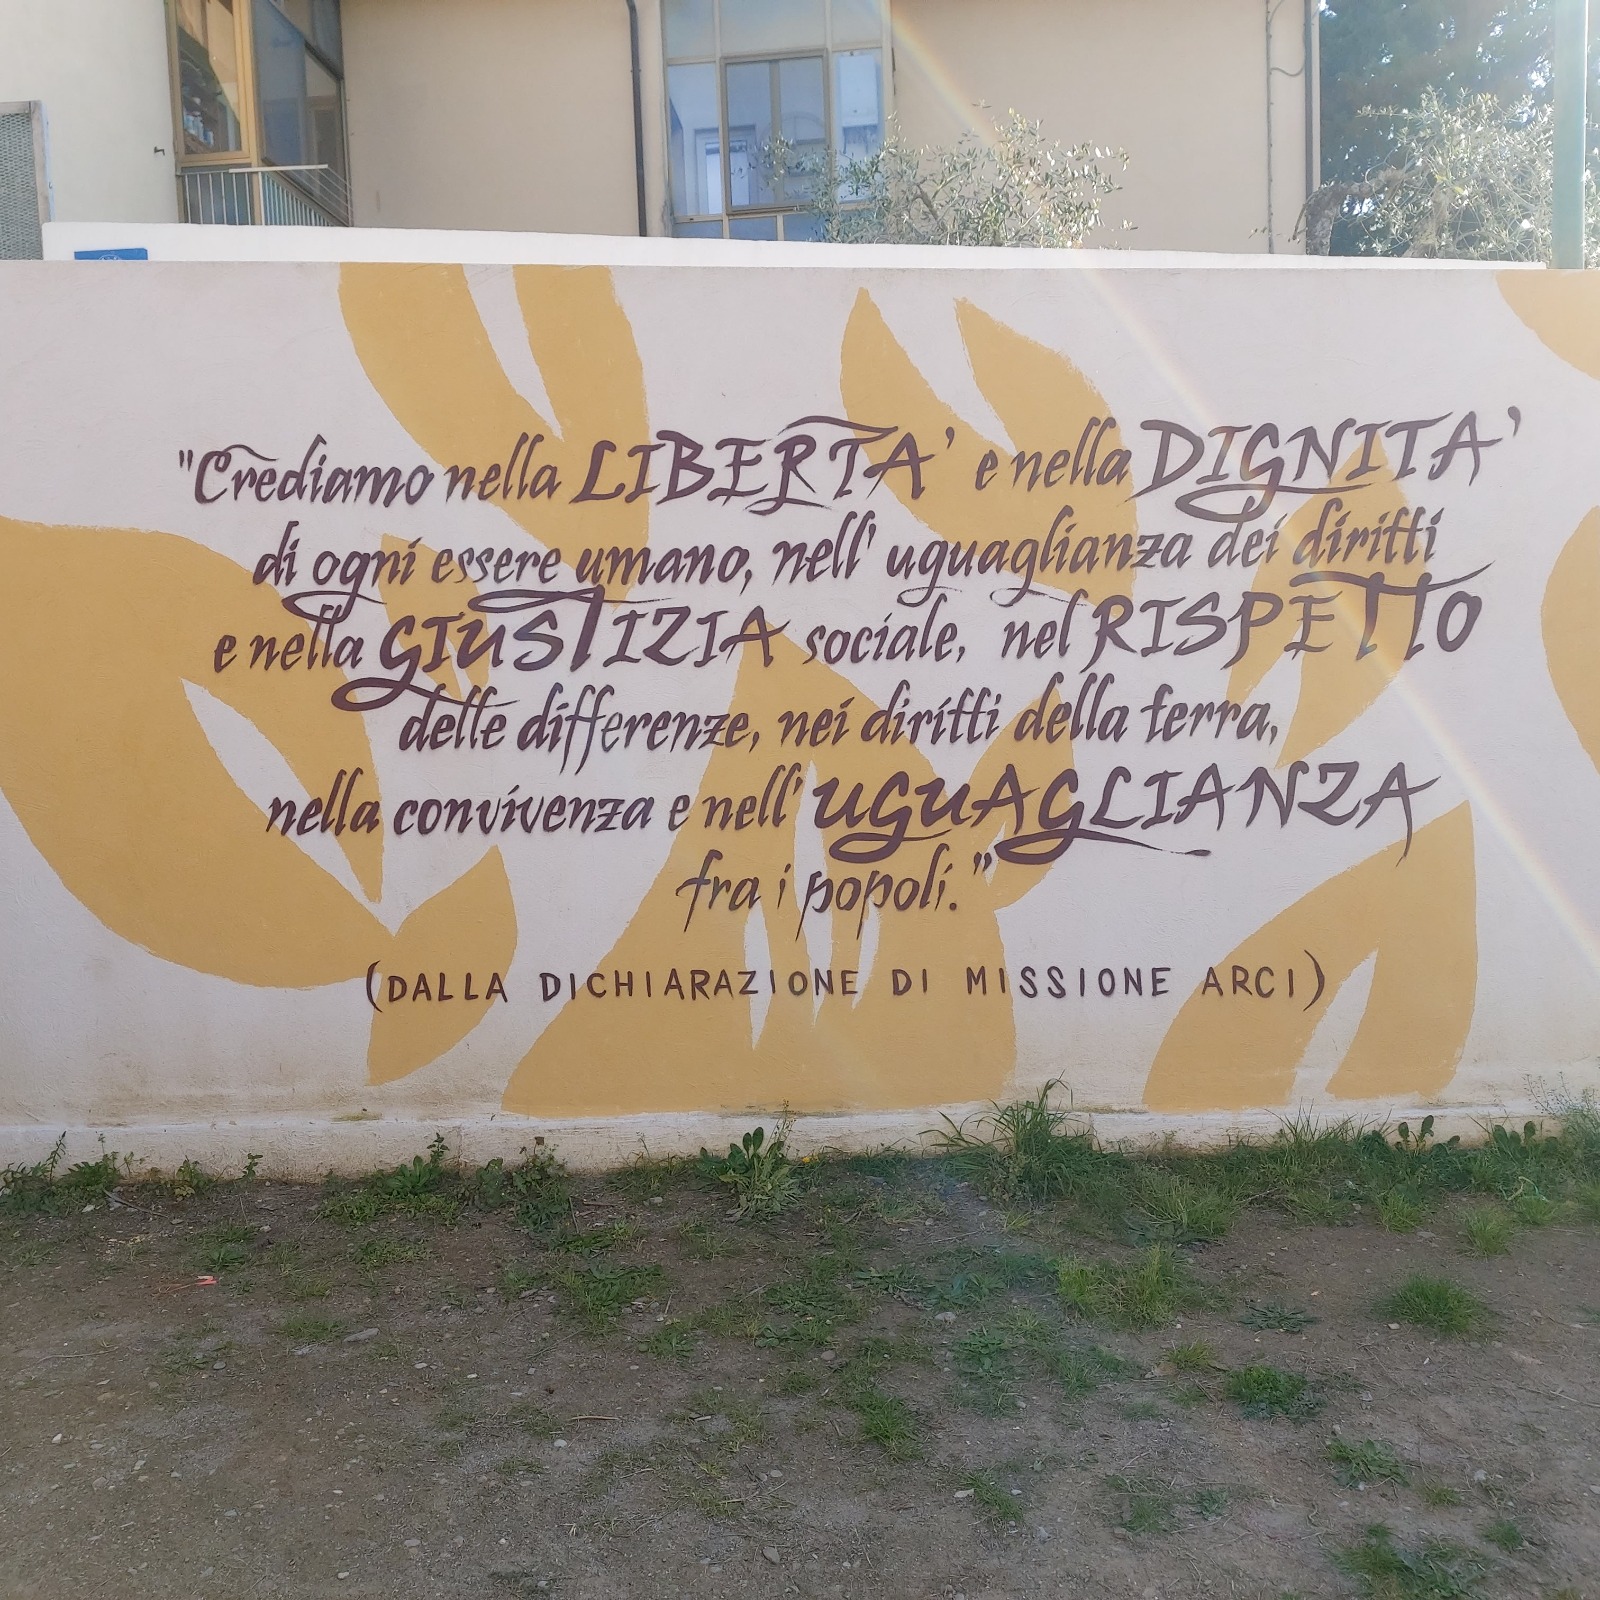 "Crediamo nella LIBERTA' e nella DIGNITA'
di ogni essere umano, nell' uguaglianza dei diritti
e nella GIUSTIZIA sociale, nel RISPETTO
delle differenze, nei diritti della terra,
nella convivenza e nell' UGUAGLIANZA
fra i popoli."
(DALLA DICHIARAZIONE DI MISSIONE ARCI)